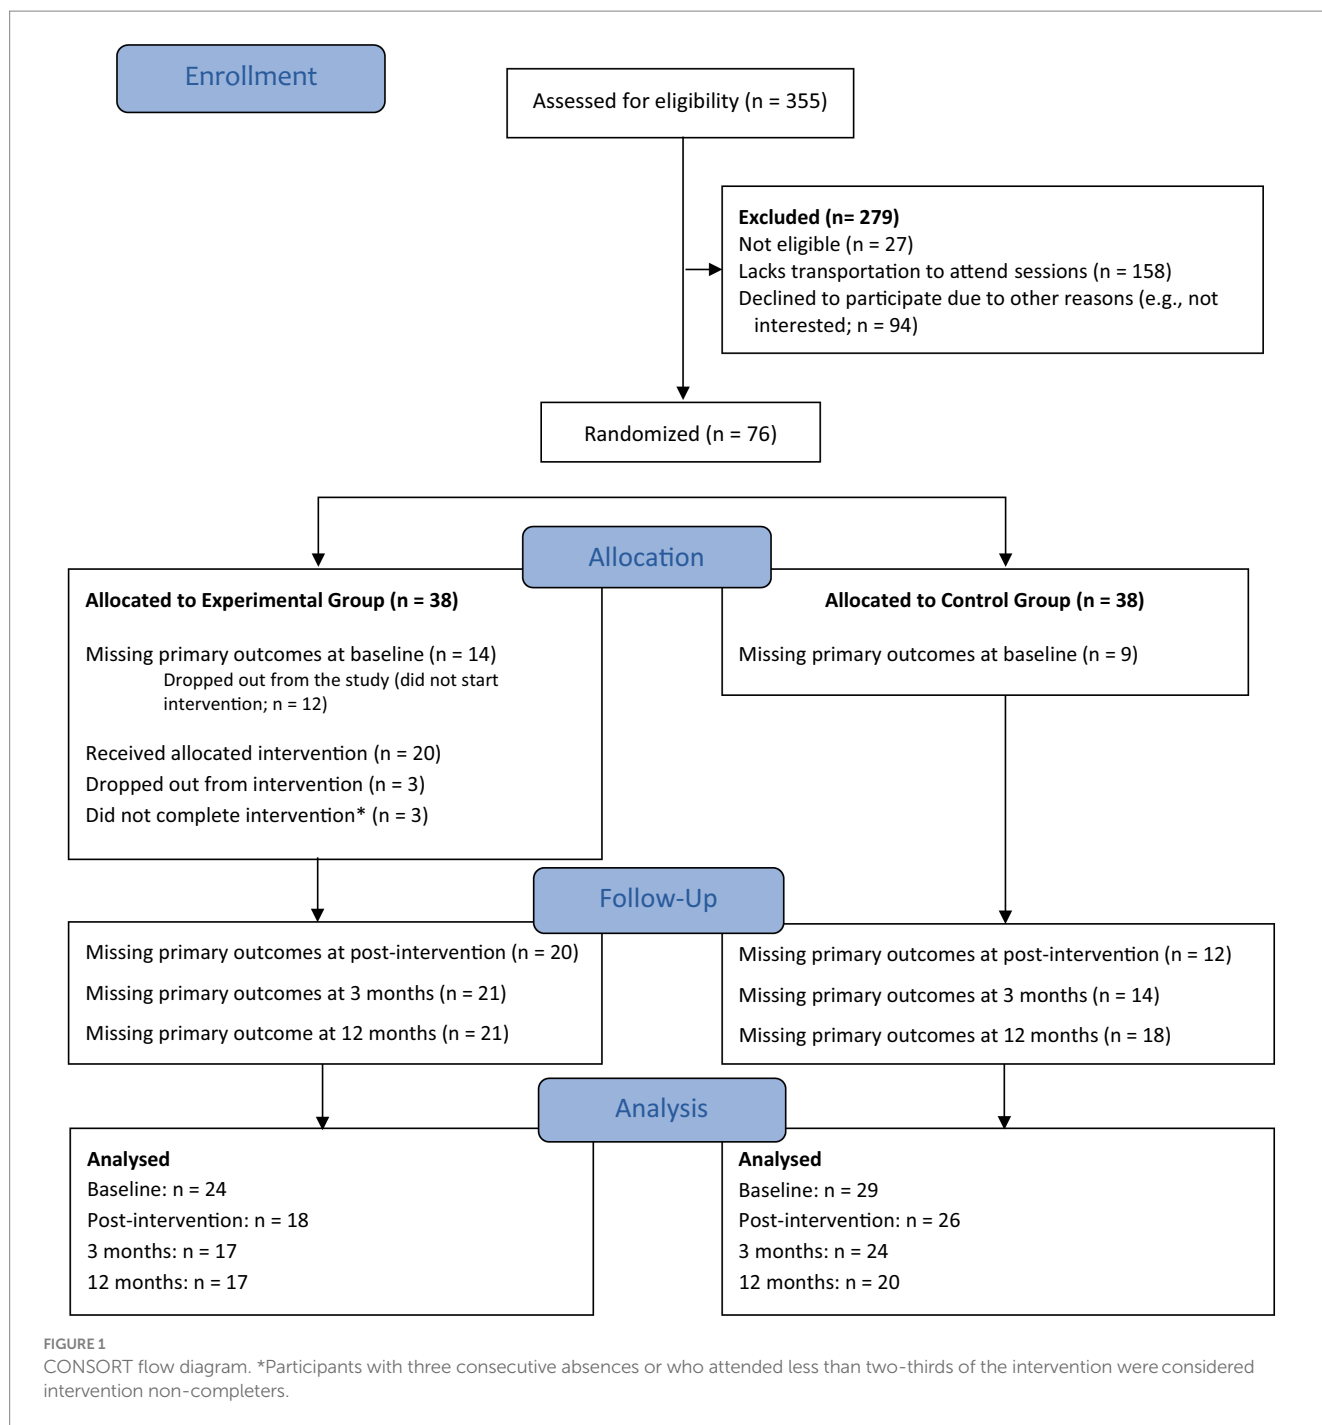 Enrollment
Assessed for eligibility (n = 355)
Excluded (n= 279)
Not eligible (n = 27)
Lacks transportation to attend sessions (n = 158)
Declined to participate due to other reasons (e.g., not
interested; n = 94)
Randomized (n = 76)
Allocation
Allocated to Experimental Group (n = 38)
Missing primary outcomes at baseline (n = 14)
Dropped out from the study (did not start
intervention; n = 12)
Received allocated intervention (n = 20)
Dropped out from intervention (n = 3)
Did not complete intervention* (n = 3)
Allocated to Control Group (n = 38)
Missing primary outcomes at baseline (n = 9)
Follow-Up
Missing primary outcomes at post-intervention (n = 20)
Missing primary outcomes at 3 months (n = 21)
Missing primary outcome at 12 months (n = 21)
Missing primary outcomes at post-intervention (n = 12)
Missing primary outcomes at 3 months (n = 14)
Missing primary outcomes at 12 months (n = 18)
Analysis
Analysed
Baseline: n = 24
Post-intervention: n = 18
3 months: n = 17
12 months: n = 17
Analysed
Baseline: n = 29
Post-intervention: n = 26
3 months: n = 24
12 months: n = 20
FIGURE 1
CONSORT flow diagram. *Participants with three consecutive absences or who attended less than two-thirds of the intervention were considered
intervention non-completers.